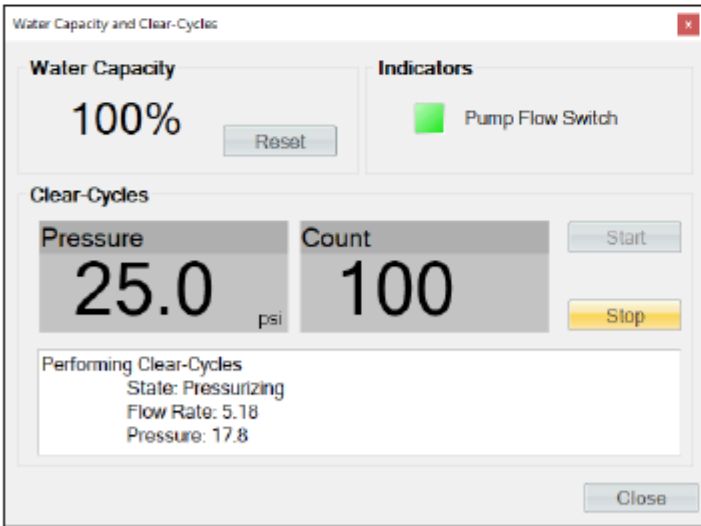 Water Capacity and Clear-Cycles
x
Water Capacity
100%
Reset
Indicators
Pump Flow Switch
Clear-Cycles
Pressure
25.0
psi
Count
100
Start
Stop
Performing Clear-Cycles
State: Pressurizing
Flow Rate: 5.18
Pressure: 17.8
Close